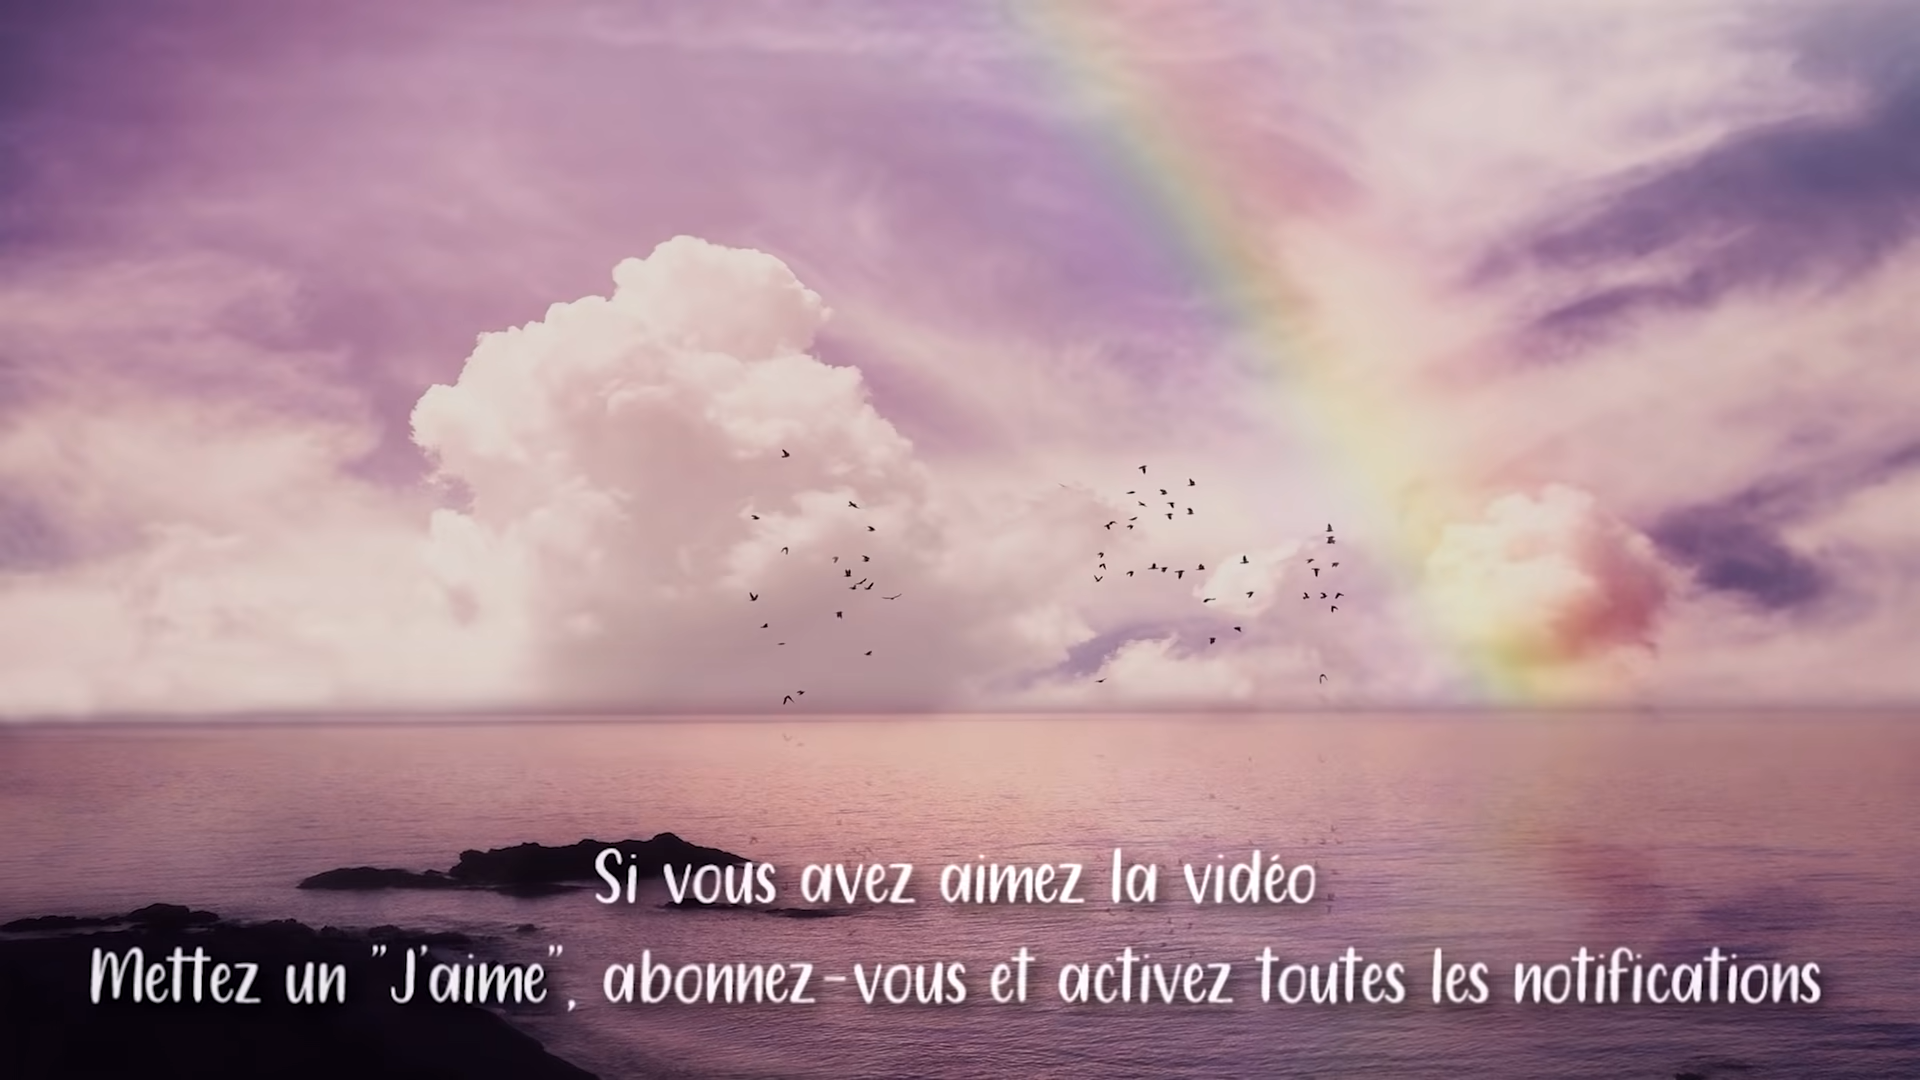 Si vous avez aimez la vidéo
Mettez un "J'aime", abonnez-vous et activez toutes les notifications